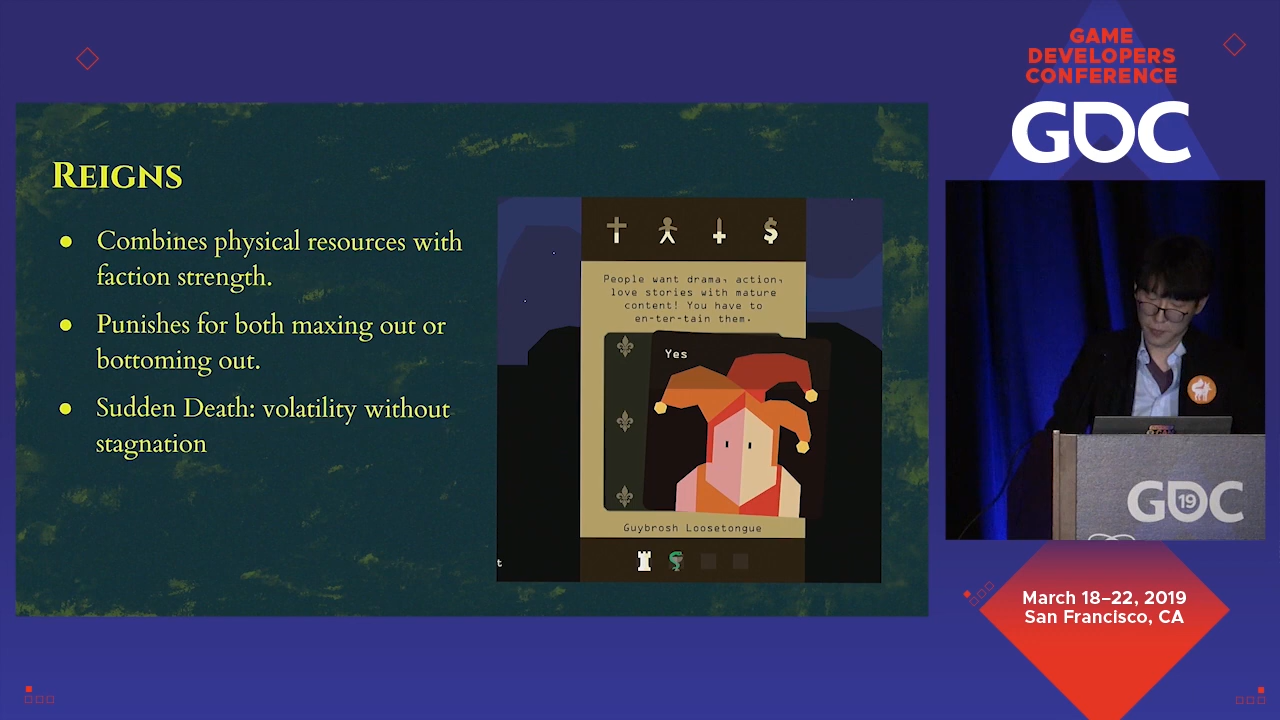 GAME
DEVELOPERS
CONFERENCE
GDC
REIGNS
Combines physical resources with
faction strength.
Punishes for both maxing out or
bottoming out.
Sudden Death: volatility without
stagnation
People want drama, action,
love stories with mature
content! You have to
en-ter-tain them.
Yes
Guybrosh Loosetongue
t
GDC
19
March 18–22, 2019
San Francisco, CA